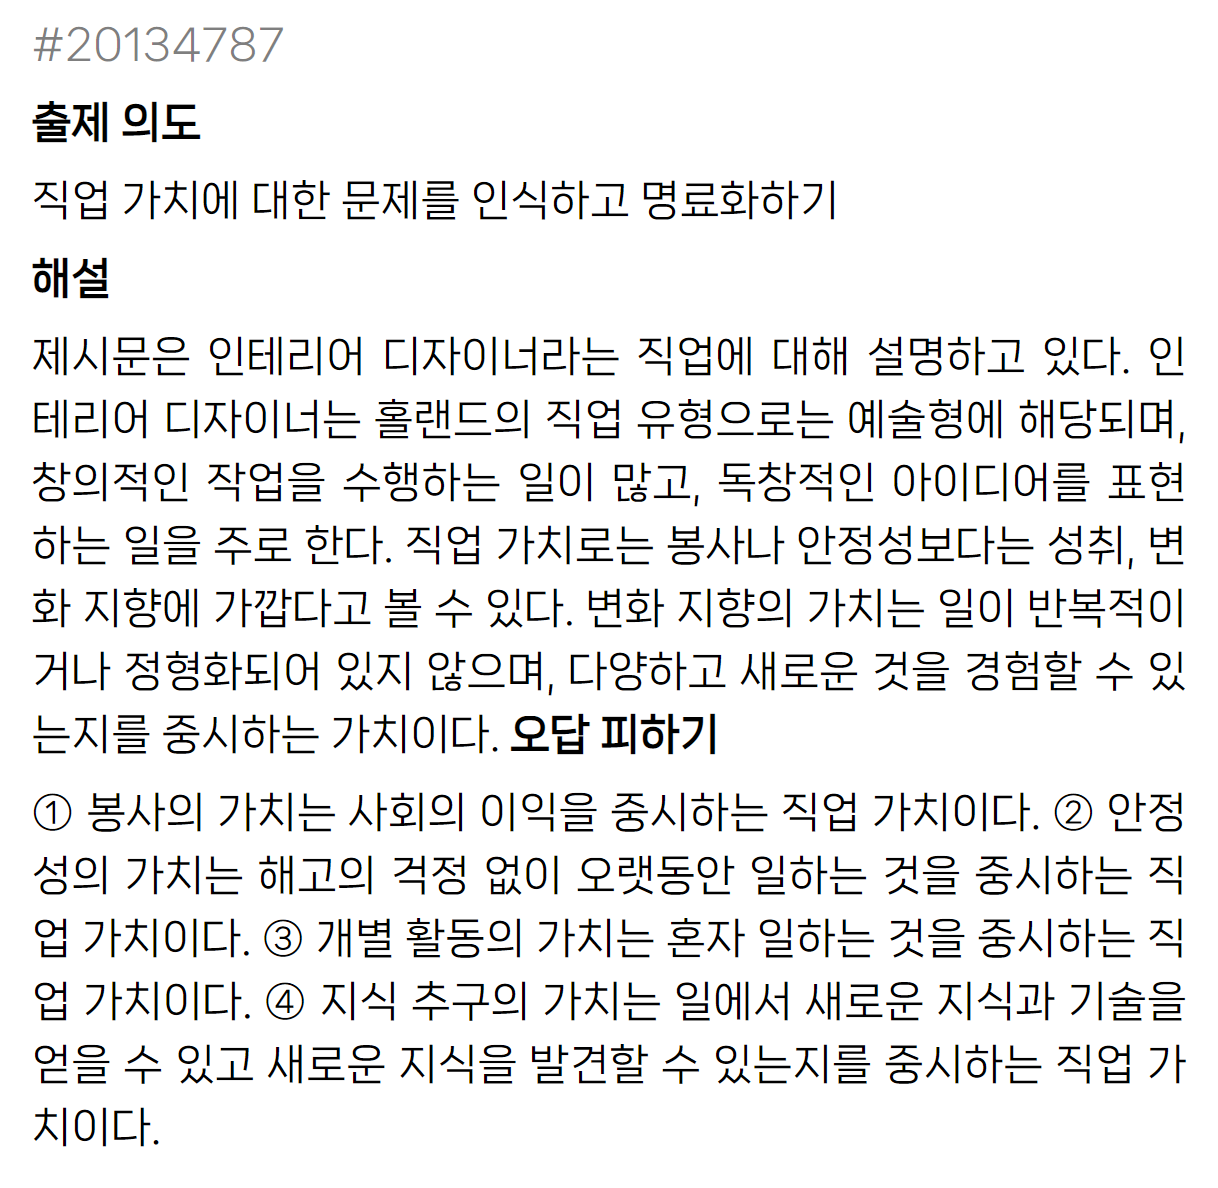 #20134787
출제 의도
직업 가치에 대한 문제를 인식하고 명료화하기
해설
제시문은 인테리어 디자이너라는 직업에 대해 설명하고 있다. 인
테리어 디자이너는 홀랜드의 직업 유형으로는 예술형에 해당되며,
창의적인 작업을 수행하는 일이 많고, 독창적인 아이디어를 표현
하는 일을 주로 한다. 직업 가치로는 봉사나 안정성보다는 성취, 변
화 지향에 가깝다고 볼 수 있다. 변화 지향의 가치는 일이 반복적이
거나 정형화되어 있지 않으며, 다양하고 새로운 것을 경험할 수 있
는지를 중시하는 가치이다. 오답 피하기
① 봉사의 가치는 사회의 이익을 중시하는 직업 가치이다. ② 안정
성의 가치는 해고의 걱정 없이 오랫동안 일하는 것을 중시하는 직
업 가치이다. ③ 개별 활동의 가치는 혼자 일하는 것을 중시하는 직
업 가치이다. ④ 지식 추구의 가치는 일에서 새로운 지식과 기술을
얻을 수 있고 새로운 지식을 발견할 수 있는지를 중시하는 직업 가
치이다.